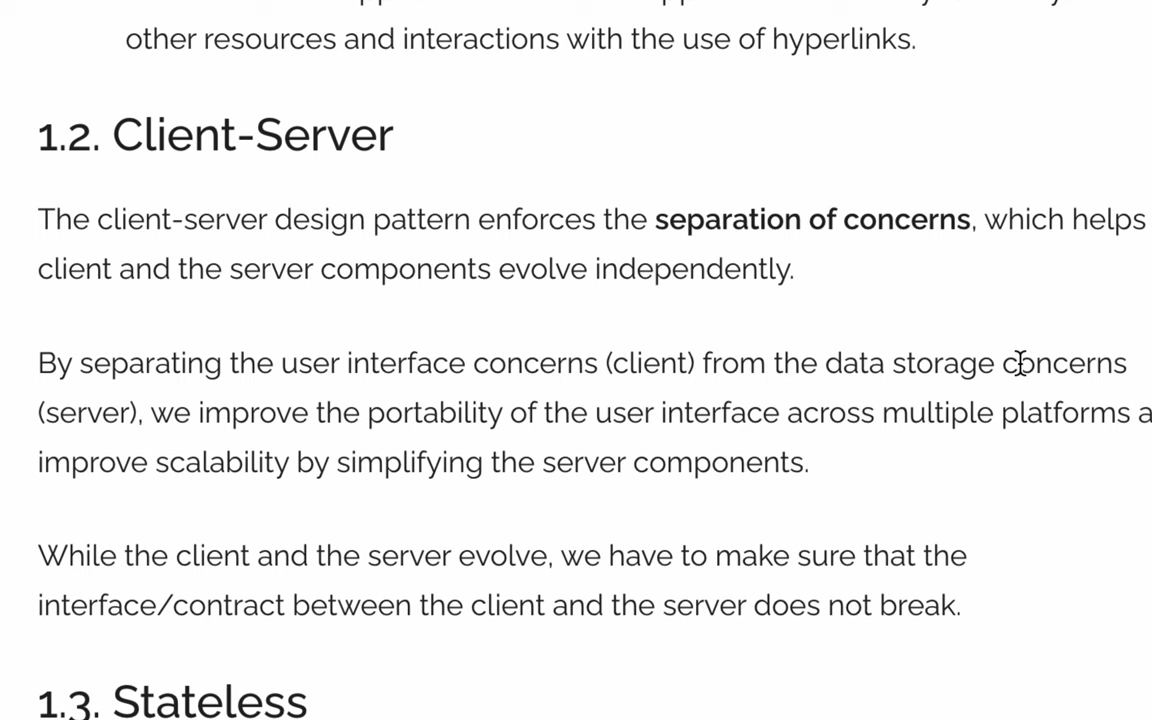 other resources and interactions with the use of hyperlinks.
1.2. Client-Server
The client-server design pattern enforces the separation of concerns, which helps
client and the server components evolve independently.
By separating the user interface concerns (client) from the data storage concerns
(server), we improve the portability of the user interface across multiple platforms
improve scalability by simplifying the server components.
While the client and the server evolve, we have to make sure that the
interface/contract between the client and the server does not break.
1.3. Stateless